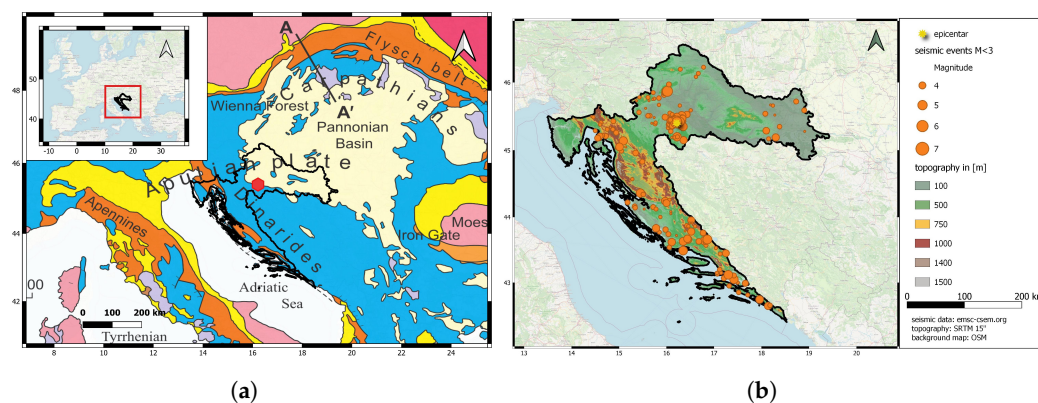 50
40
−10
0
10
20
30
48
46
44
42
8
10
12
14
16
18
20
22
24
26
A
A'
Flysch belt
Carpathians
Wienna Forest
Pannonian
Basin
plate
Apennines
Dinarides
Moes
Iron Gate
Adriatic
Sea
0
100
200 km
Tyrrhenian
(a)
46
45
44
43
13
14
15
16
17
18
19
20
0
100
200 km
epicentar
seismic events M<3
Magnitude
4
5
6
7
topography in [m]
100
500
750
1000
1400
1500
seismic data: emsc-csem.org
topography: SRTM 15"
background map: OSM
(b)